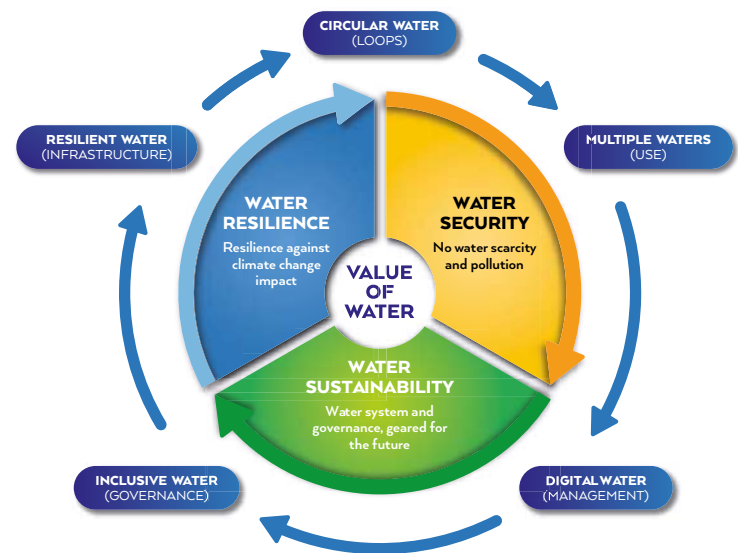 CIRCULAR WATER
(LOOPS)
RESILIENT WATER
(INFRASTRUCTURE)
MULTIPLE WATERS
(USE)
WATER
RESILIENCE
Resilience against
climate change
impact
WATER
SECURITY
No water scarcity
and pollution
VALUE
OF
WATER
WATER
SUSTAINABILITY
Water system and
governance, geared for
the future
INCLUSIVE WATER
(GOVERNANCE)
DIGITAL WATER
(MANAGEMENT)